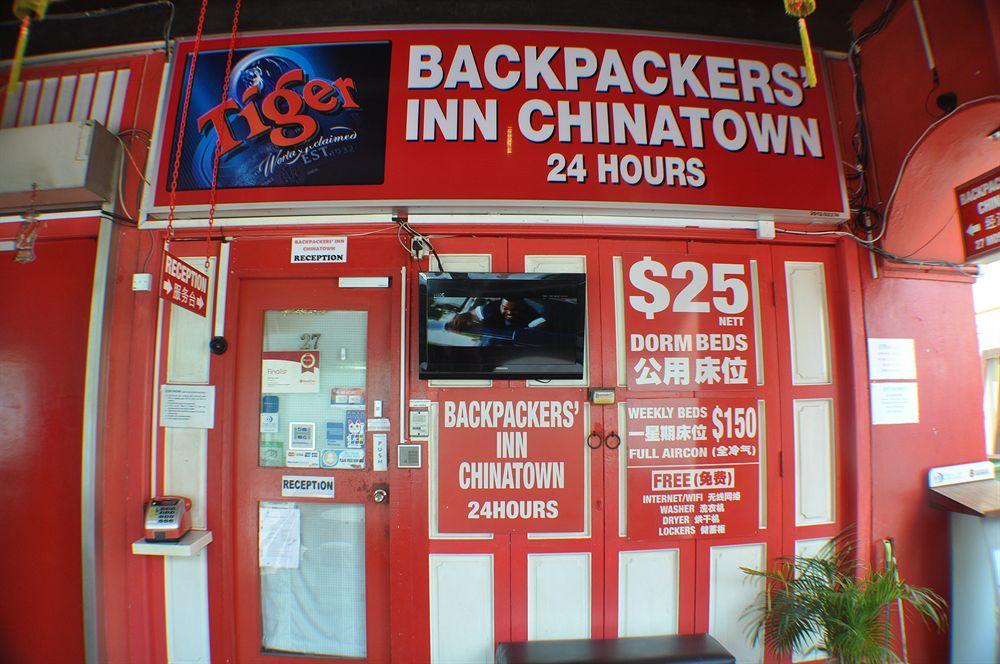 Tiger
World Acclaimed
EST.1932
BACKPACKERS'
INN CHINATOWN
24 HOURS
BACKPACKERS' INN
CHINATOWN
RECEPTION
RECEPTION
服务台
27
Finalist
PUSH
RECEPTION
BACKPACKERS'
INN
CHINATOWN
24HOURS
$25
NETT
DORM BEDS
公用床位
WEEKLY BEDS $150
一星期床位
FULL AIRCON (全冷气)
FREE (免费)
INTERNET/WIFI 无线网络
WASHER 洗衣机
DRYER 烘干机
LOCKERS 储蓄柜